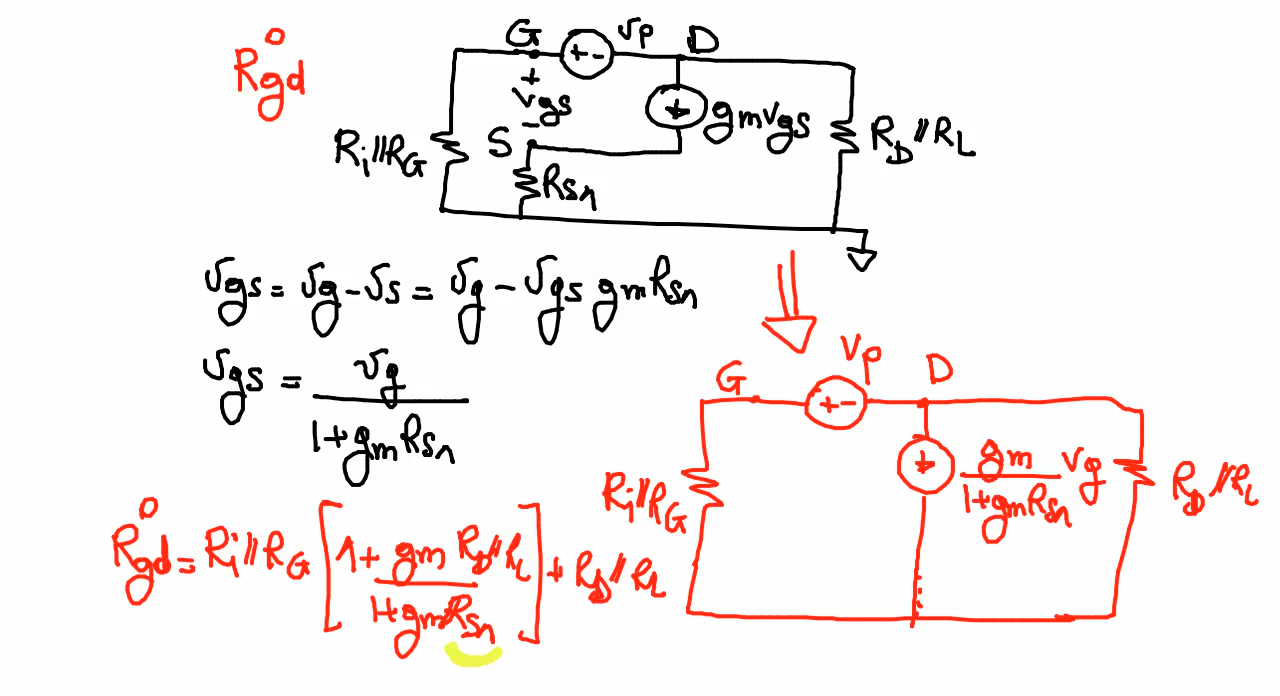 R°gd
G + - vp D
+
vgs
-
gmvgs
S
Ri//RG
RS1
RD//RL
vgs = vg - vs = vg - vgs gmRS1
vgs = vg / 1+gmRS1
vp
G + - D
Ri//RG
gm / 1+gmRS1 vg
RD//RL
R°gd = Ri//RG [1 + gm RD//RL / 1+gmRS1] + RD//RL